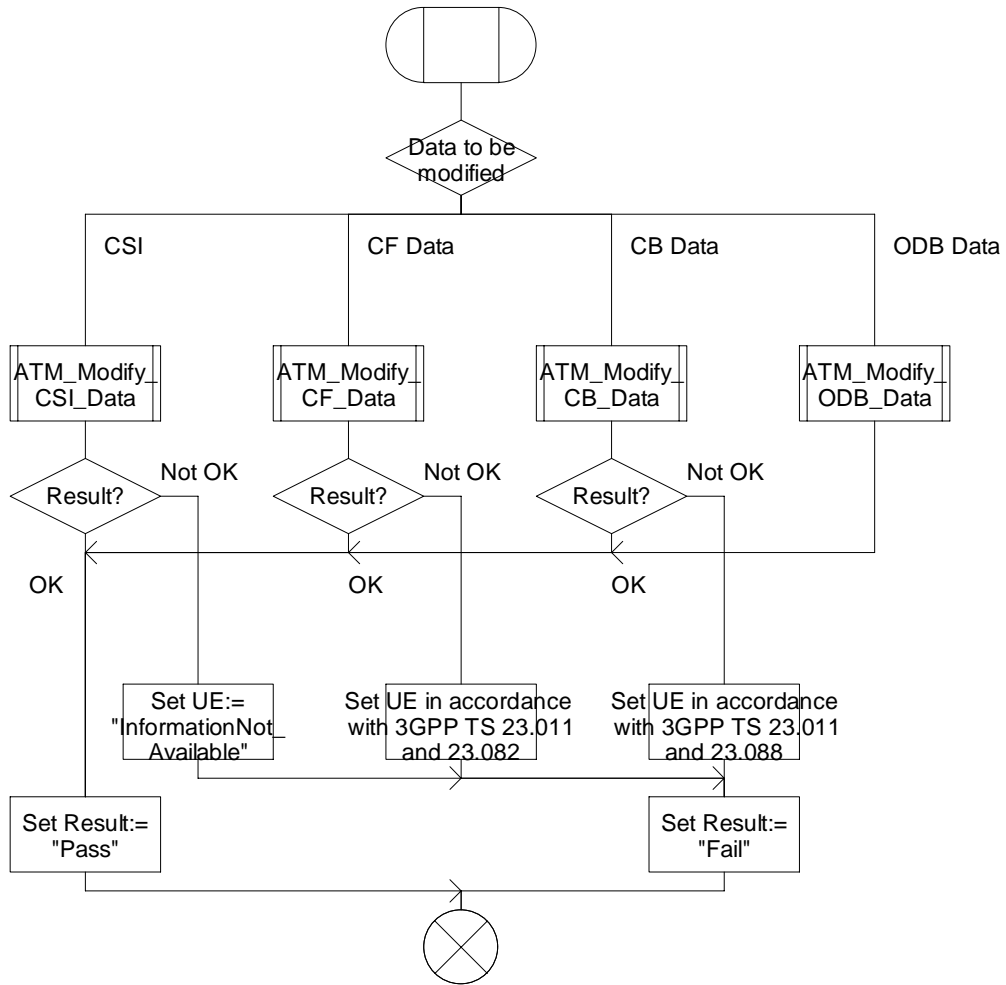 Data to be
modified
CSI
CF Data
CB Data
ODB Data
ATM_Modify_
CSI_Data
ATM_Modify_
CF_Data
ATM_Modify_
CB_Data
ATM_Modify_
ODB_Data
Result?
Not OK
Result?
Not OK
Result?
Not OK
OK
OK
OK
Set UE:=
"InformationNot_
Available"
Set UE in accordance
with 3GPP TS 23.011
and 23.082
Set UE in accordance
with 3GPP TS 23.011
and 23.088
Set Result:=
"Pass"
Set Result:=
"Fail"